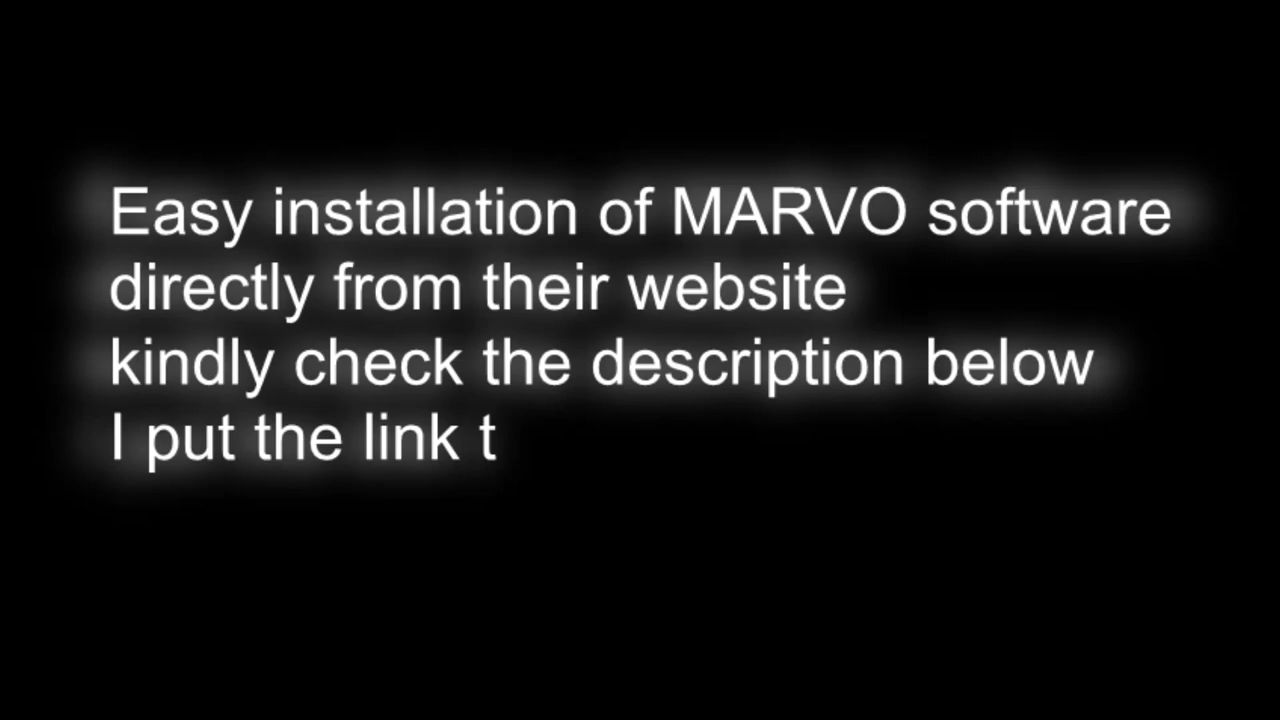 Easy installation of MARVO software
directly from their website
kindly check the description below
I put the link t